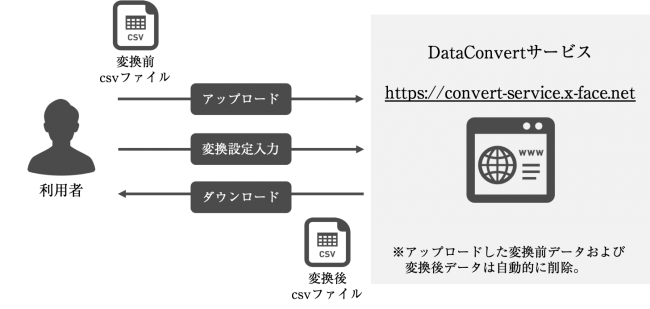 CSV
変換前
csvファイル
DataConvertサービス
https://convert-service.x-face.net
アップロード
変換設定入力
ダウンロード
利用者
www
CSV
変換後
csvファイル
※アップロードした変換前データおよび
変換後データは自動的に削除。